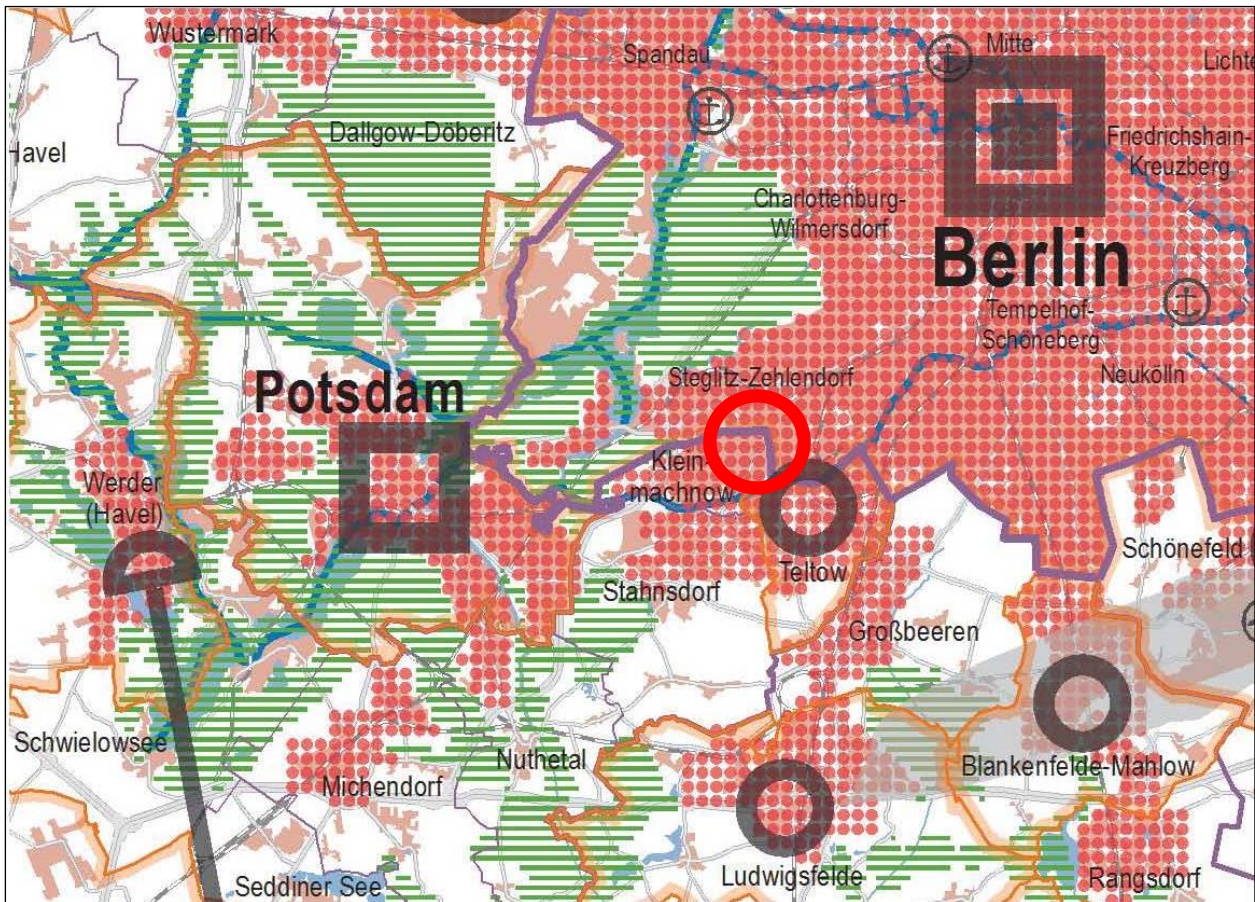 Wustermark
Spandau
Mitte
Lichte
Havel
Dallgow-Döberitz
Friedrichshain-
Kreuzberg
Charlottenburg-
Wilmersdorf
Berlin
Tempelhof-
Schöneberg
Steglitz-Zehlendorf
Neukölln
Potsdam
Klein-
machnow
Werder
(Havel)
Schönefeld
Teltow
Stahnsdorf
Großbeeren
Schwielowsee
Nuthetal
Michendorf
Blankenfelde-Mahlow
Ludwigsfelde
Rangsdorf
Seddiner See